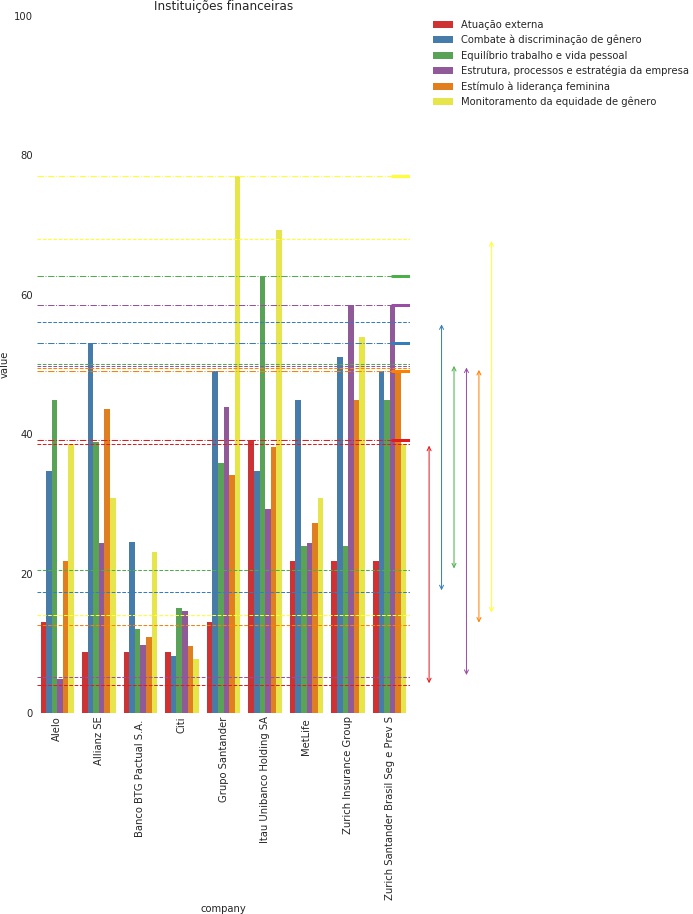 Instituições financeiras
Atuação externa
Combate à discriminação de gênero
Equilíbrio trabalho e vida pessoal
Estrutura, processos e estratégia da empresa
Estímulo à liderança feminina
Monitoramento da equidade de gênero
100
80
60
40
20
0
value
Alelo
Allianz SE
Banco BTG Pactual S.A.
Citi
Grupo Santander
Itau Unibanco Holding SA
MetLife
Zurich Insurance Group
Zurich Santander Brasil Seg e Prev S
company